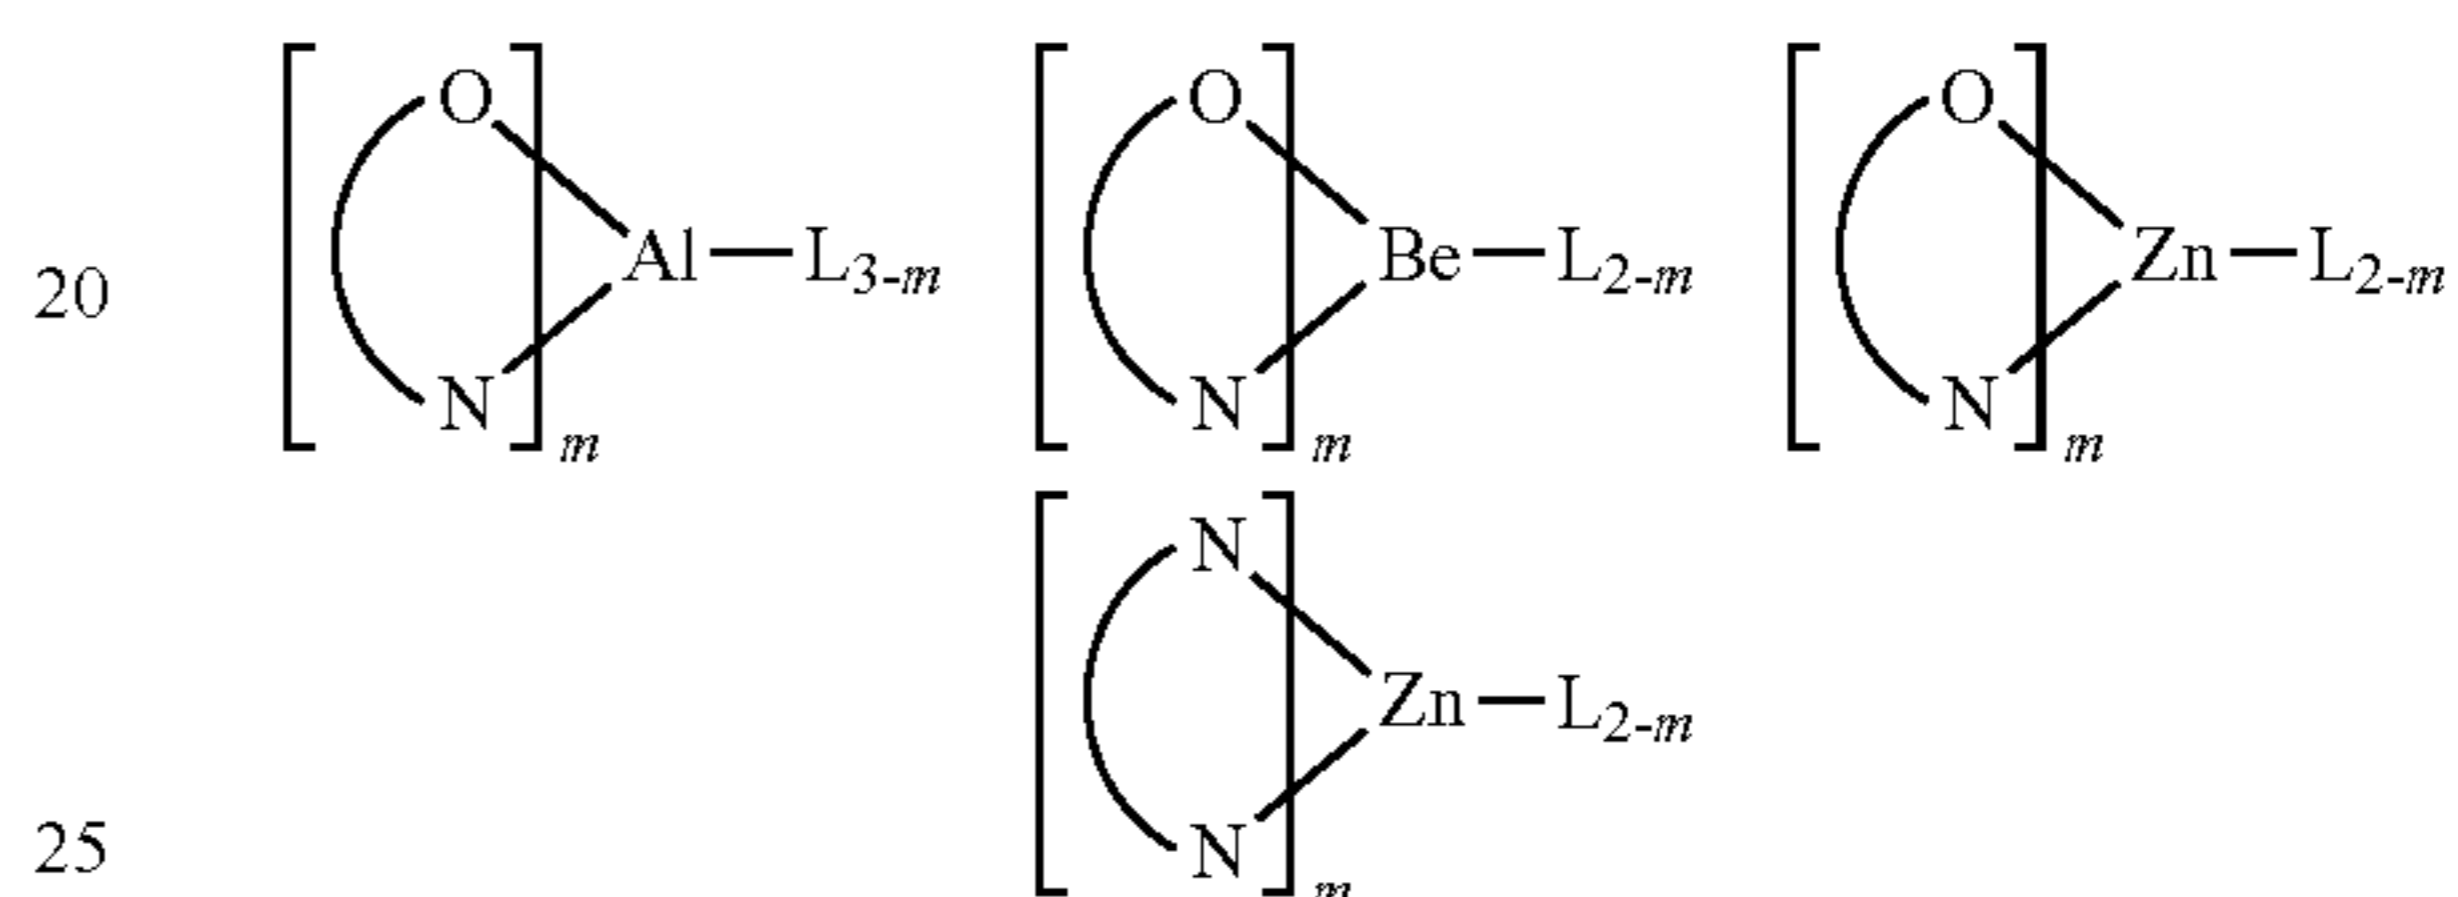 O O O
20 Al—L3-m Be—L2-m Zn—L2-m
N N N
m m m
N
Zn—L2-m
25 N
m